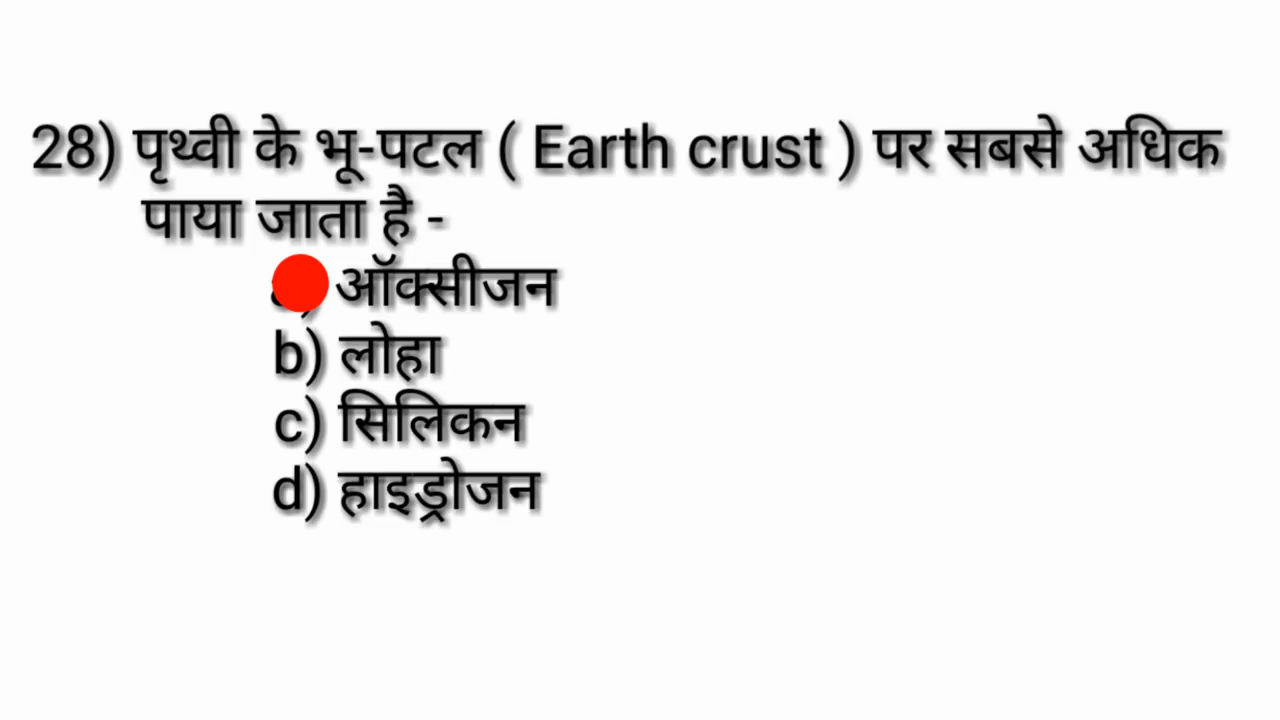 28) पृथ्वी के भू-पटल ( Earth crust ) पर सबसे अधिक
पाया जाता है -
ऑक्सीजन
b) लोहा
c) सिलिकन
d) हाइड्रोजन